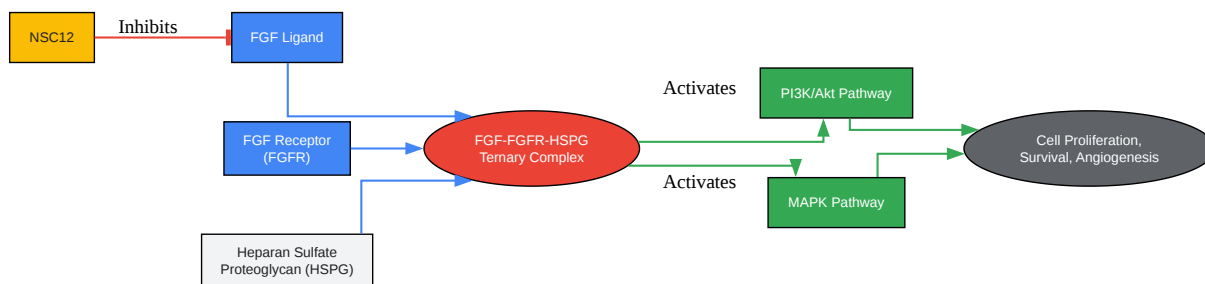 NSC12
Inhibits
FGF Ligand
FGF Receptor
(FGFR)
Heparan Sulfate
Proteoglycan (HSPG)
FGF-FGFR-HSPG
Ternary Complex
Activates
PI3K/Akt Pathway
Activates
MAPK Pathway
Cell Proliferation,
Survival, Angiogenesis